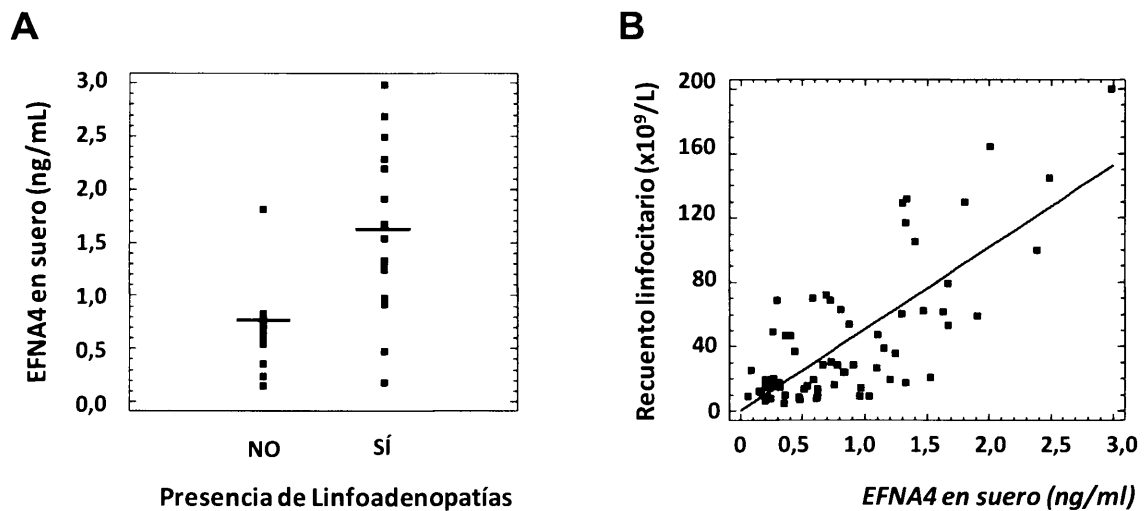 A
EFNA4 en suero (ng/mL)
3,0
2,5
2,0
1,5
1,0
0,5
0,0
NO
SÍ
Presencia de Linfoadenopatías
B
Recuento linfocitario (x10⁹/L)
200
160
120
80
40
0
0
0,5
1,0
1,5
2,0
2,5
3,0
EFNA4 en suero (ng/ml)